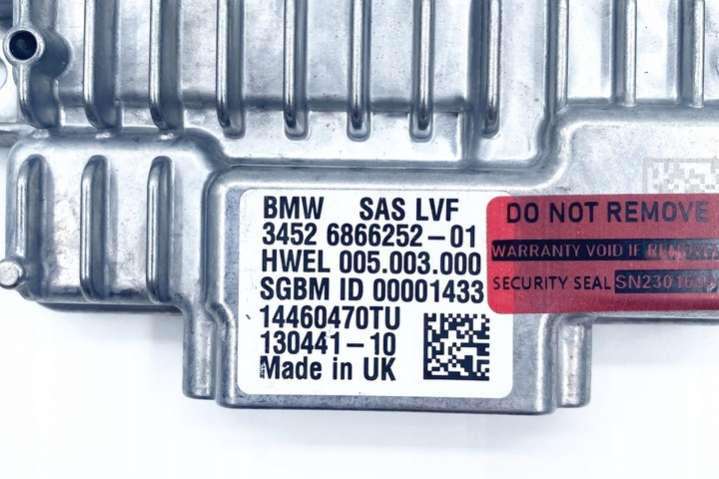 BMW SAS LVF
3452 6866252-01
HWEL 005.003.000
SGBM ID 00001433
14460470TU
130441-10
Made in UK
DO NOT REMOVE
WARRANTY VOID IF
SECURITY SEAL